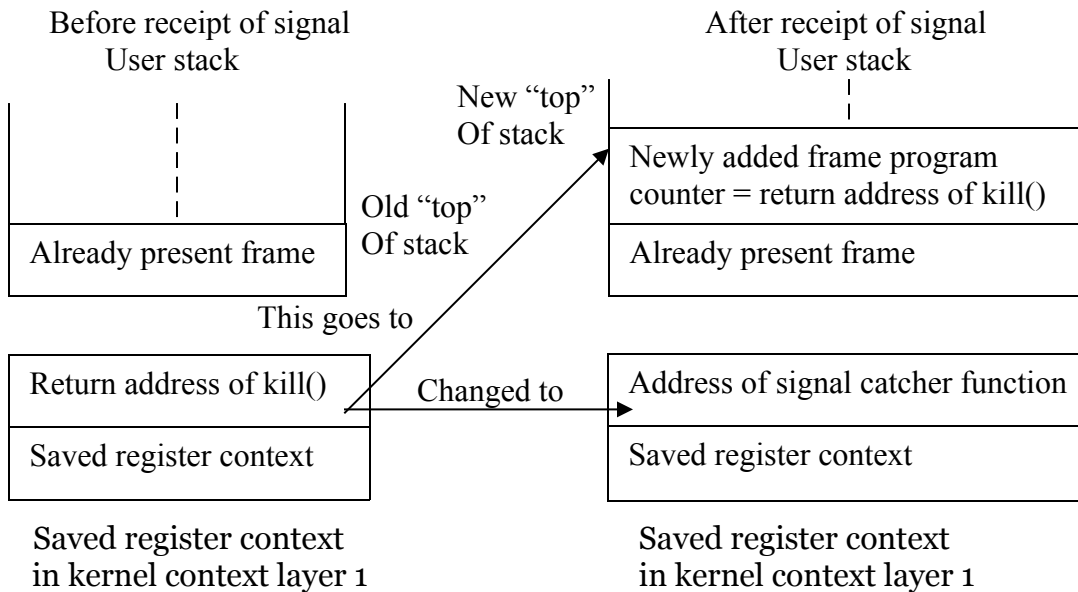 Before receipt of signal
User stack
After receipt of signal
User stack
New “top”
Of stack
Newly added frame program
counter = return address of kill()
Old “top”
Of stack
Already present frame
Already present frame
This goes to
Return address of kill()
Changed to
Address of signal catcher function
Saved register context
Saved register context
Saved register context
in kernel context layer 1
Saved register context
in kernel context layer 1